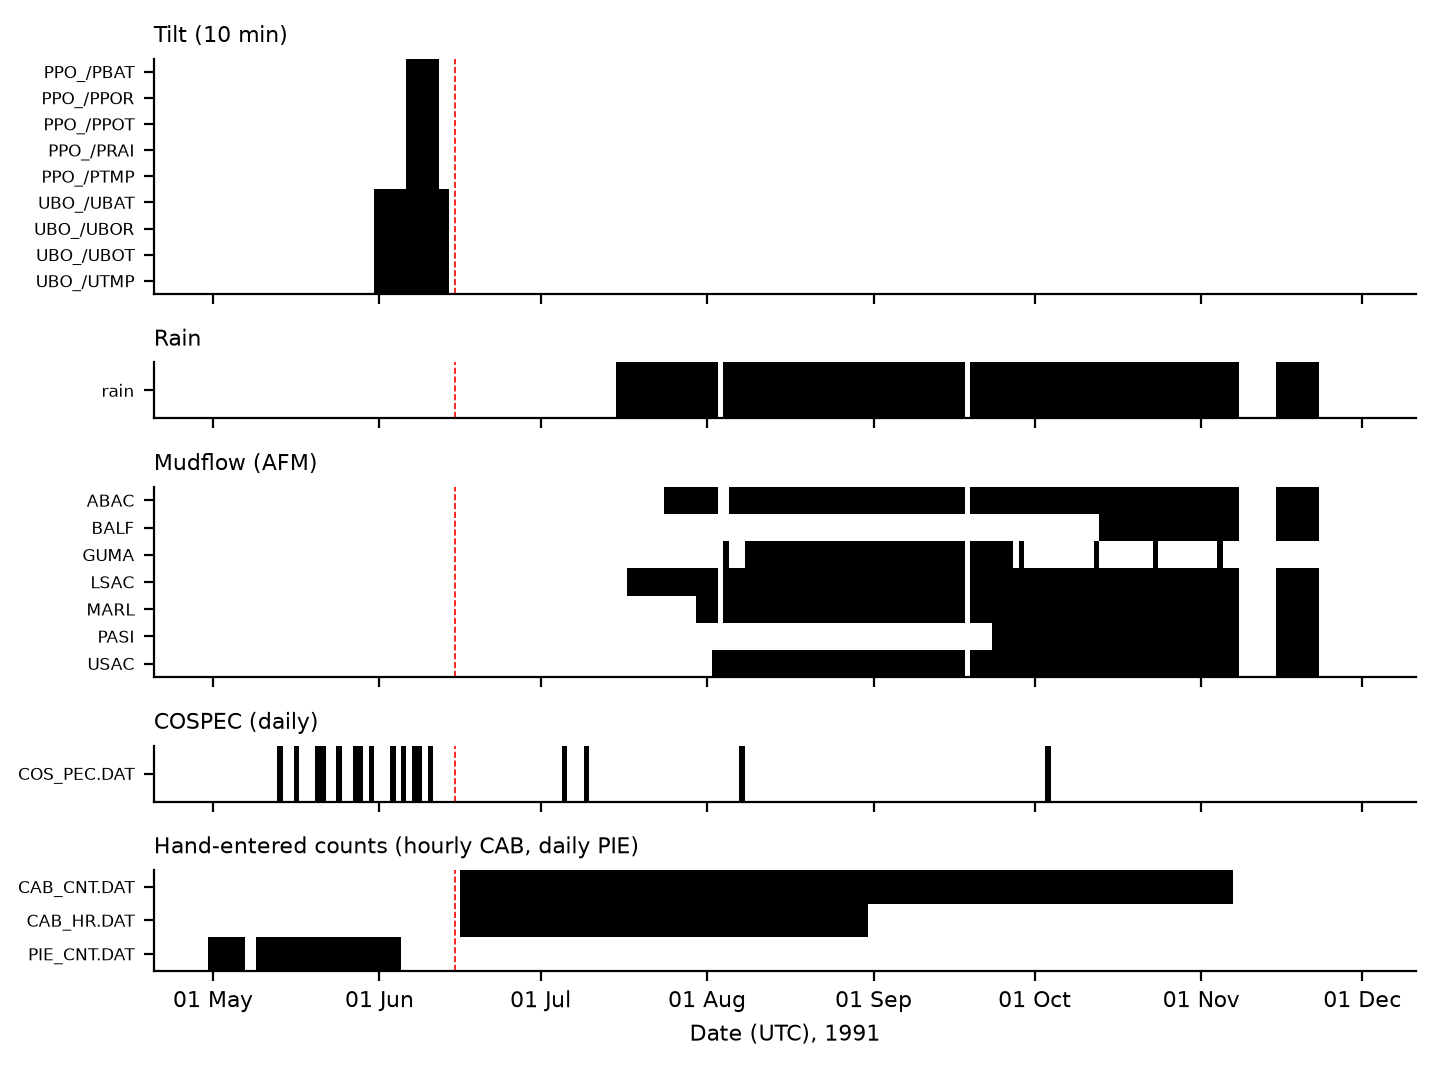 Tilt (10 min)
PPO_/PBAT
PPO_/PPOR
PPO_/PPOT
PPO_/PRAI
PPO_/PTMP
UBO_/UBAT
UBO_/UBOR
UBO_/UBOT
UBO_/UTMP
Rain
rain
Mudflow (AFM)
ABAC
BALF
GUMA
LSAC
MARL
PASI
USAC
COSPEC (daily)
COS_PEC.DAT
Hand-entered counts (hourly CAB, daily PIE)
CAB_CNT.DAT
CAB_HR.DAT
PIE_CNT.DAT
01 May 01 Jun 01 Jul 01 Aug 01 Sep 01 Oct 01 Nov 01 Dec
Date (UTC), 1991